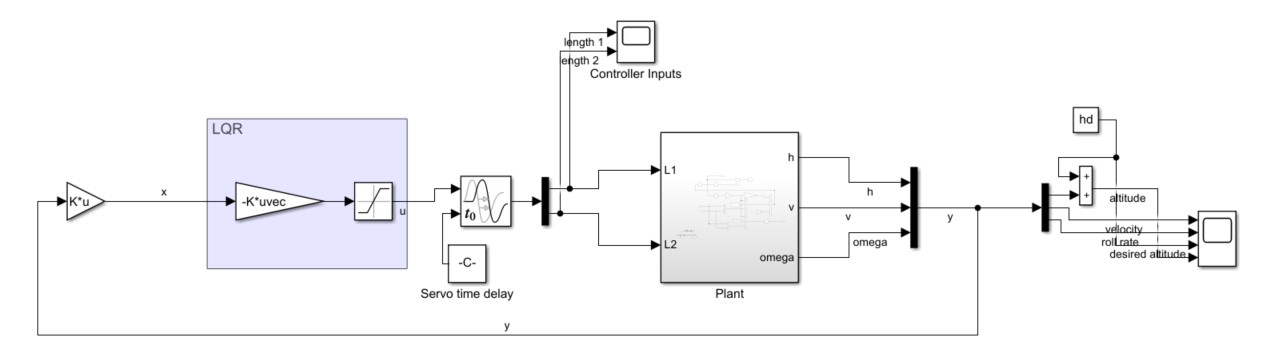 length 1
ength 2
Controller Inputs
LQR
hd
K*u
x
-K*uvec
u
t0
-C-
Servo time delay
L1
L2
h
v
omega
Plant
h
v
omega
y
+
+
altitude
velocity
roll rate
desired altitude
y